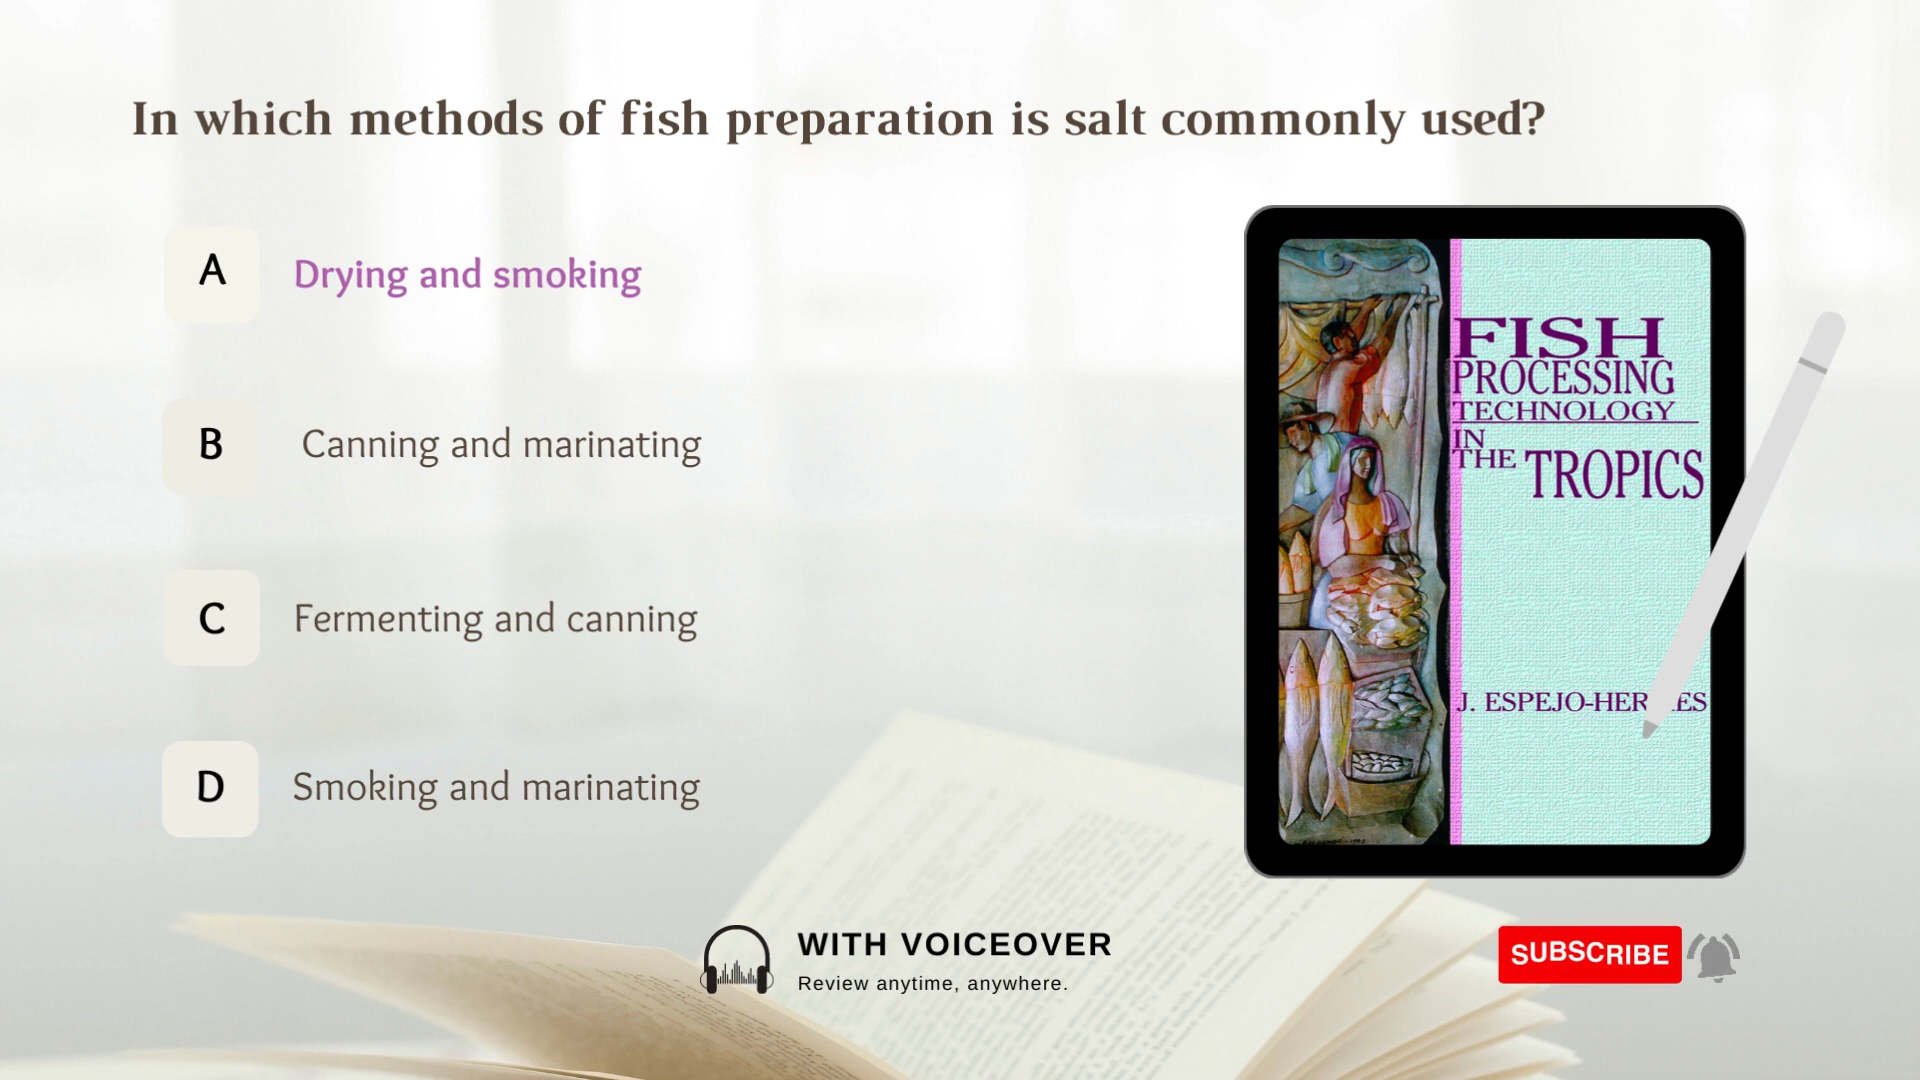 In which methods of fish preparation is salt commonly used?
A
Drying and smoking
B
Canning and marinating
C
Fermenting and canning
D
Smoking and marinating
FISH
PROCESSING
TECHNOLOGY
IN
THE TROPICS
J. ESPEJO-HER ES
WITH VOICEOVER
Review anytime, anywhere.
SUBSCRIBE